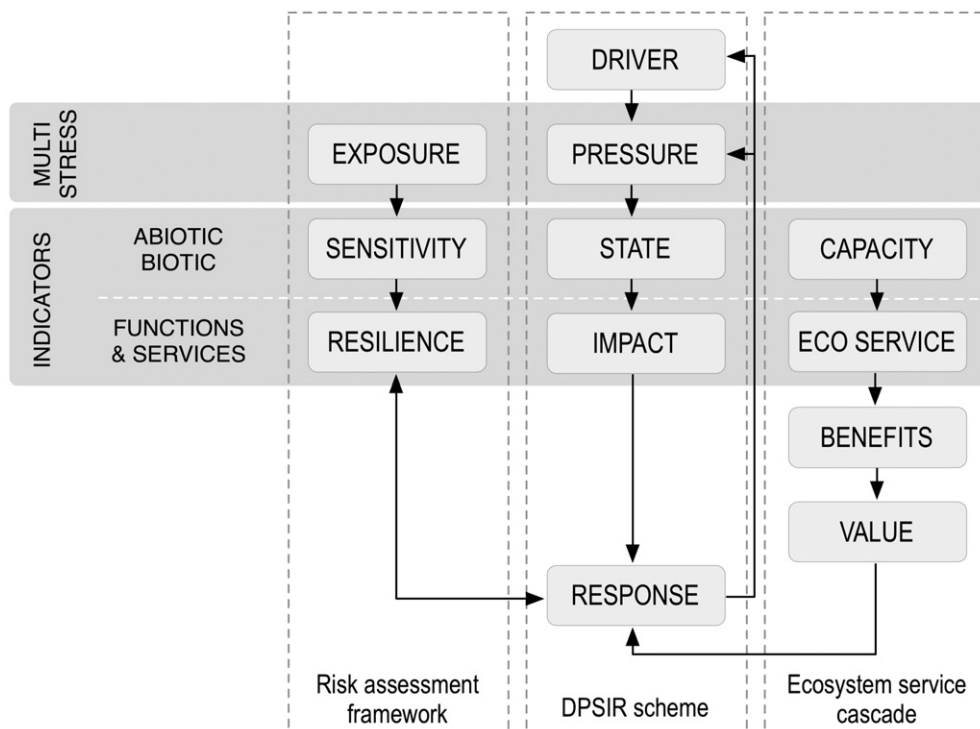 DRIVER
MULTI
STRESS
EXPOSURE
PRESSURE
INDICATORS
ABIOTIC
BIOTIC
SENSITIVITY
STATE
CAPACITY
FUNCTIONS
& SERVICES
RESILIENCE
IMPACT
ECO SERVICE
BENEFITS
VALUE
RESPONSE
Risk assessment
framework
DPSIR scheme
Ecosystem service
cascade